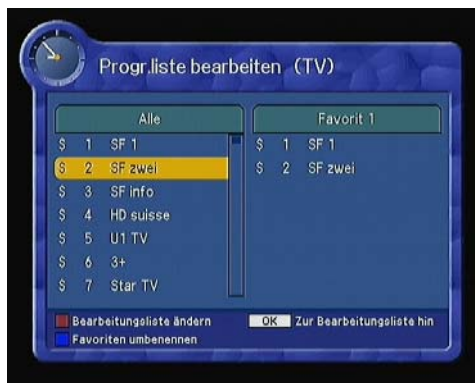 Progr.liste bearbeiten (TV)
Alle
$ 1 SF 1
$ 2 SF zwei
$ 3 SF info
$ 4 HD suisse
$ 5 U1 TV
$ 6 3+
$ 7 Star TV
Favorit 1
$ 1 SF 1
$ 2 SF zwei
Bearbeitungsliste ändern
OK Zur Bearbeitungsliste hin
Favoriten umbenennen